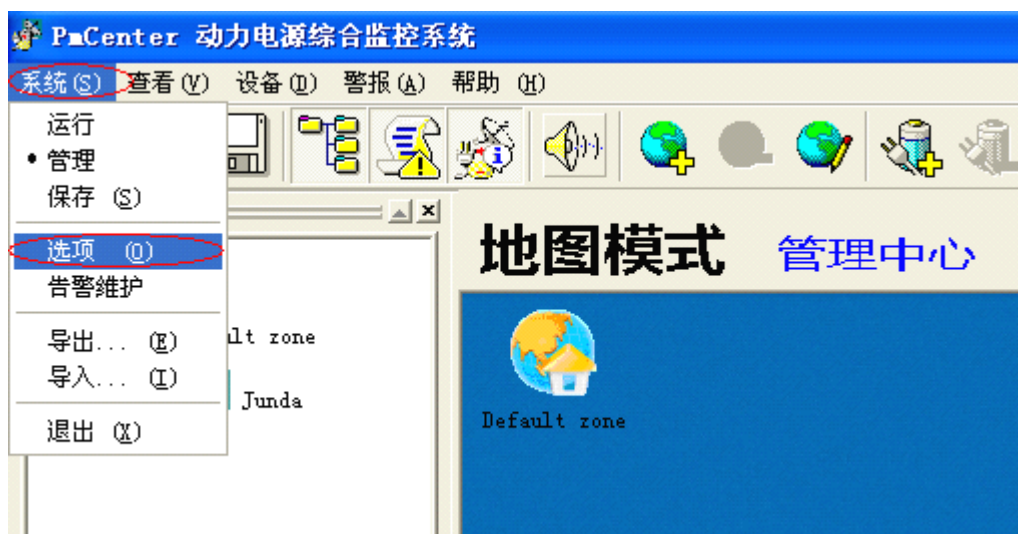 PmCenter 动力电源综合监控系统
系统(S) 查看(V) 设备(D) 警报(A) 帮助 (H)
运行
• 管理
保存 (S)
选项 (O)
告警维护
导出... (E)
导入... (I)
退出 (X)
ult zone
Junda
地图模式 管理中心
Default zone